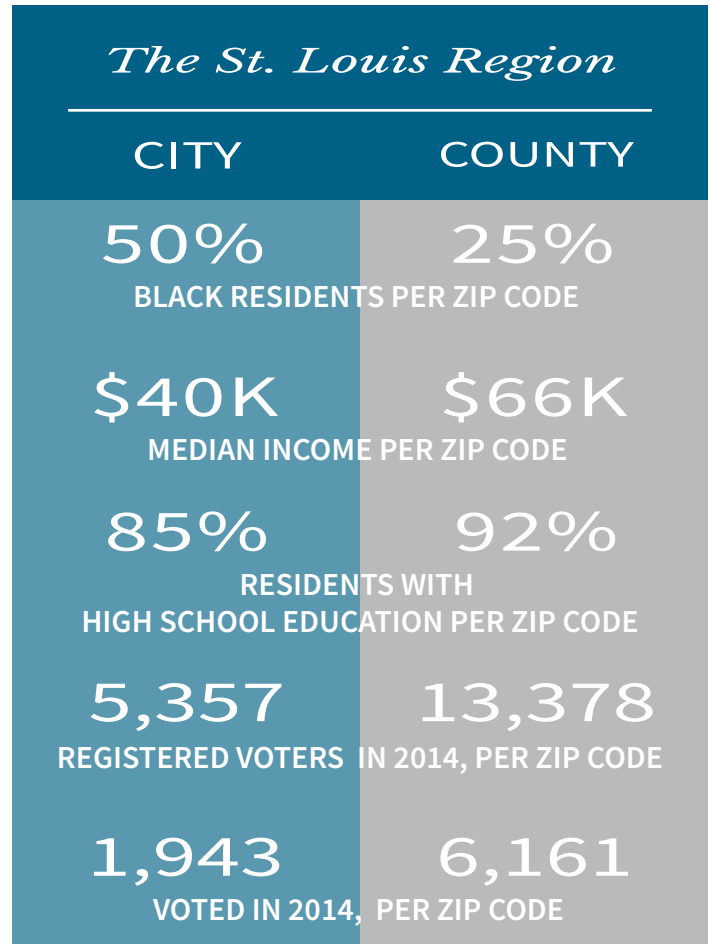 The St. Louis Region
CITY COUNTY
50% 25%
BLACK RESIDENTS PER ZIP CODE
$40K $66K
MEDIAN INCOME PER ZIP CODE
85% 92%
RESIDENTS WITH
HIGH SCHOOL EDUCATION PER ZIP CODE
5,357 13,378
REGISTERED VOTERS IN 2014, PER ZIP CODE
1,943 6,161
VOTED IN 2014, PER ZIP CODE